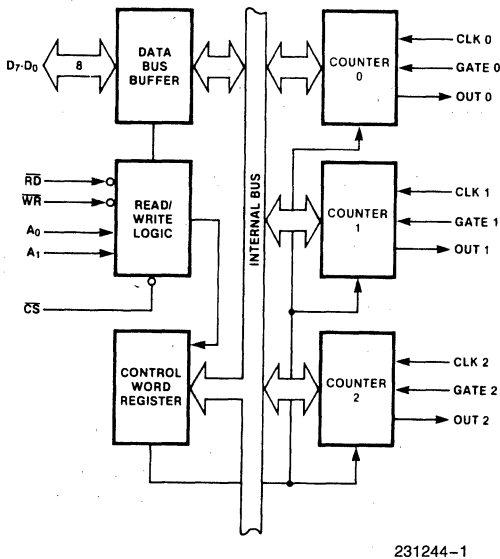 D7-D0
8
DATA
BUS
BUFFER
COUNTER
0
CLK 0
GATE 0
OUT 0
RD
WR
A0
A1
READ/
WRITE
LOGIC
CS
INTERNAL BUS
COUNTER
1
CLK 1
GATE 1
OUT 1
CONTROL
WORD
REGISTER
COUNTER
2
CLK 2
GATE 2
OUT 2
231244-1